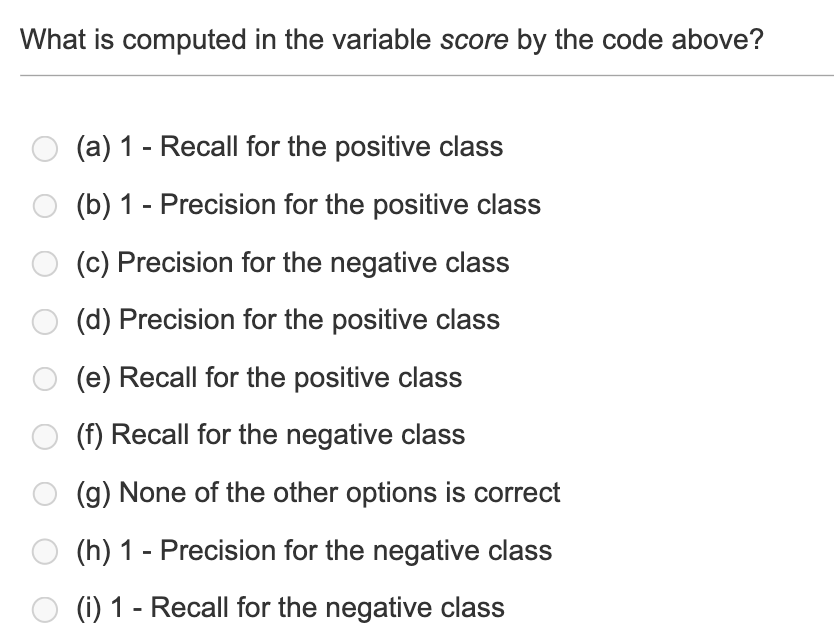 What is computed in the variable score by the code above?
(a) 1 - Recall for the positive class
(b) 1 - Precision for the positive class
(c) Precision for the negative class
(d) Precision for the positive class
(e) Recall for the positive class
(f) Recall for the negative class
(g) None of the other options is correct
(h) 1 - Precision for the negative class
(i) 1 - Recall for the negative class